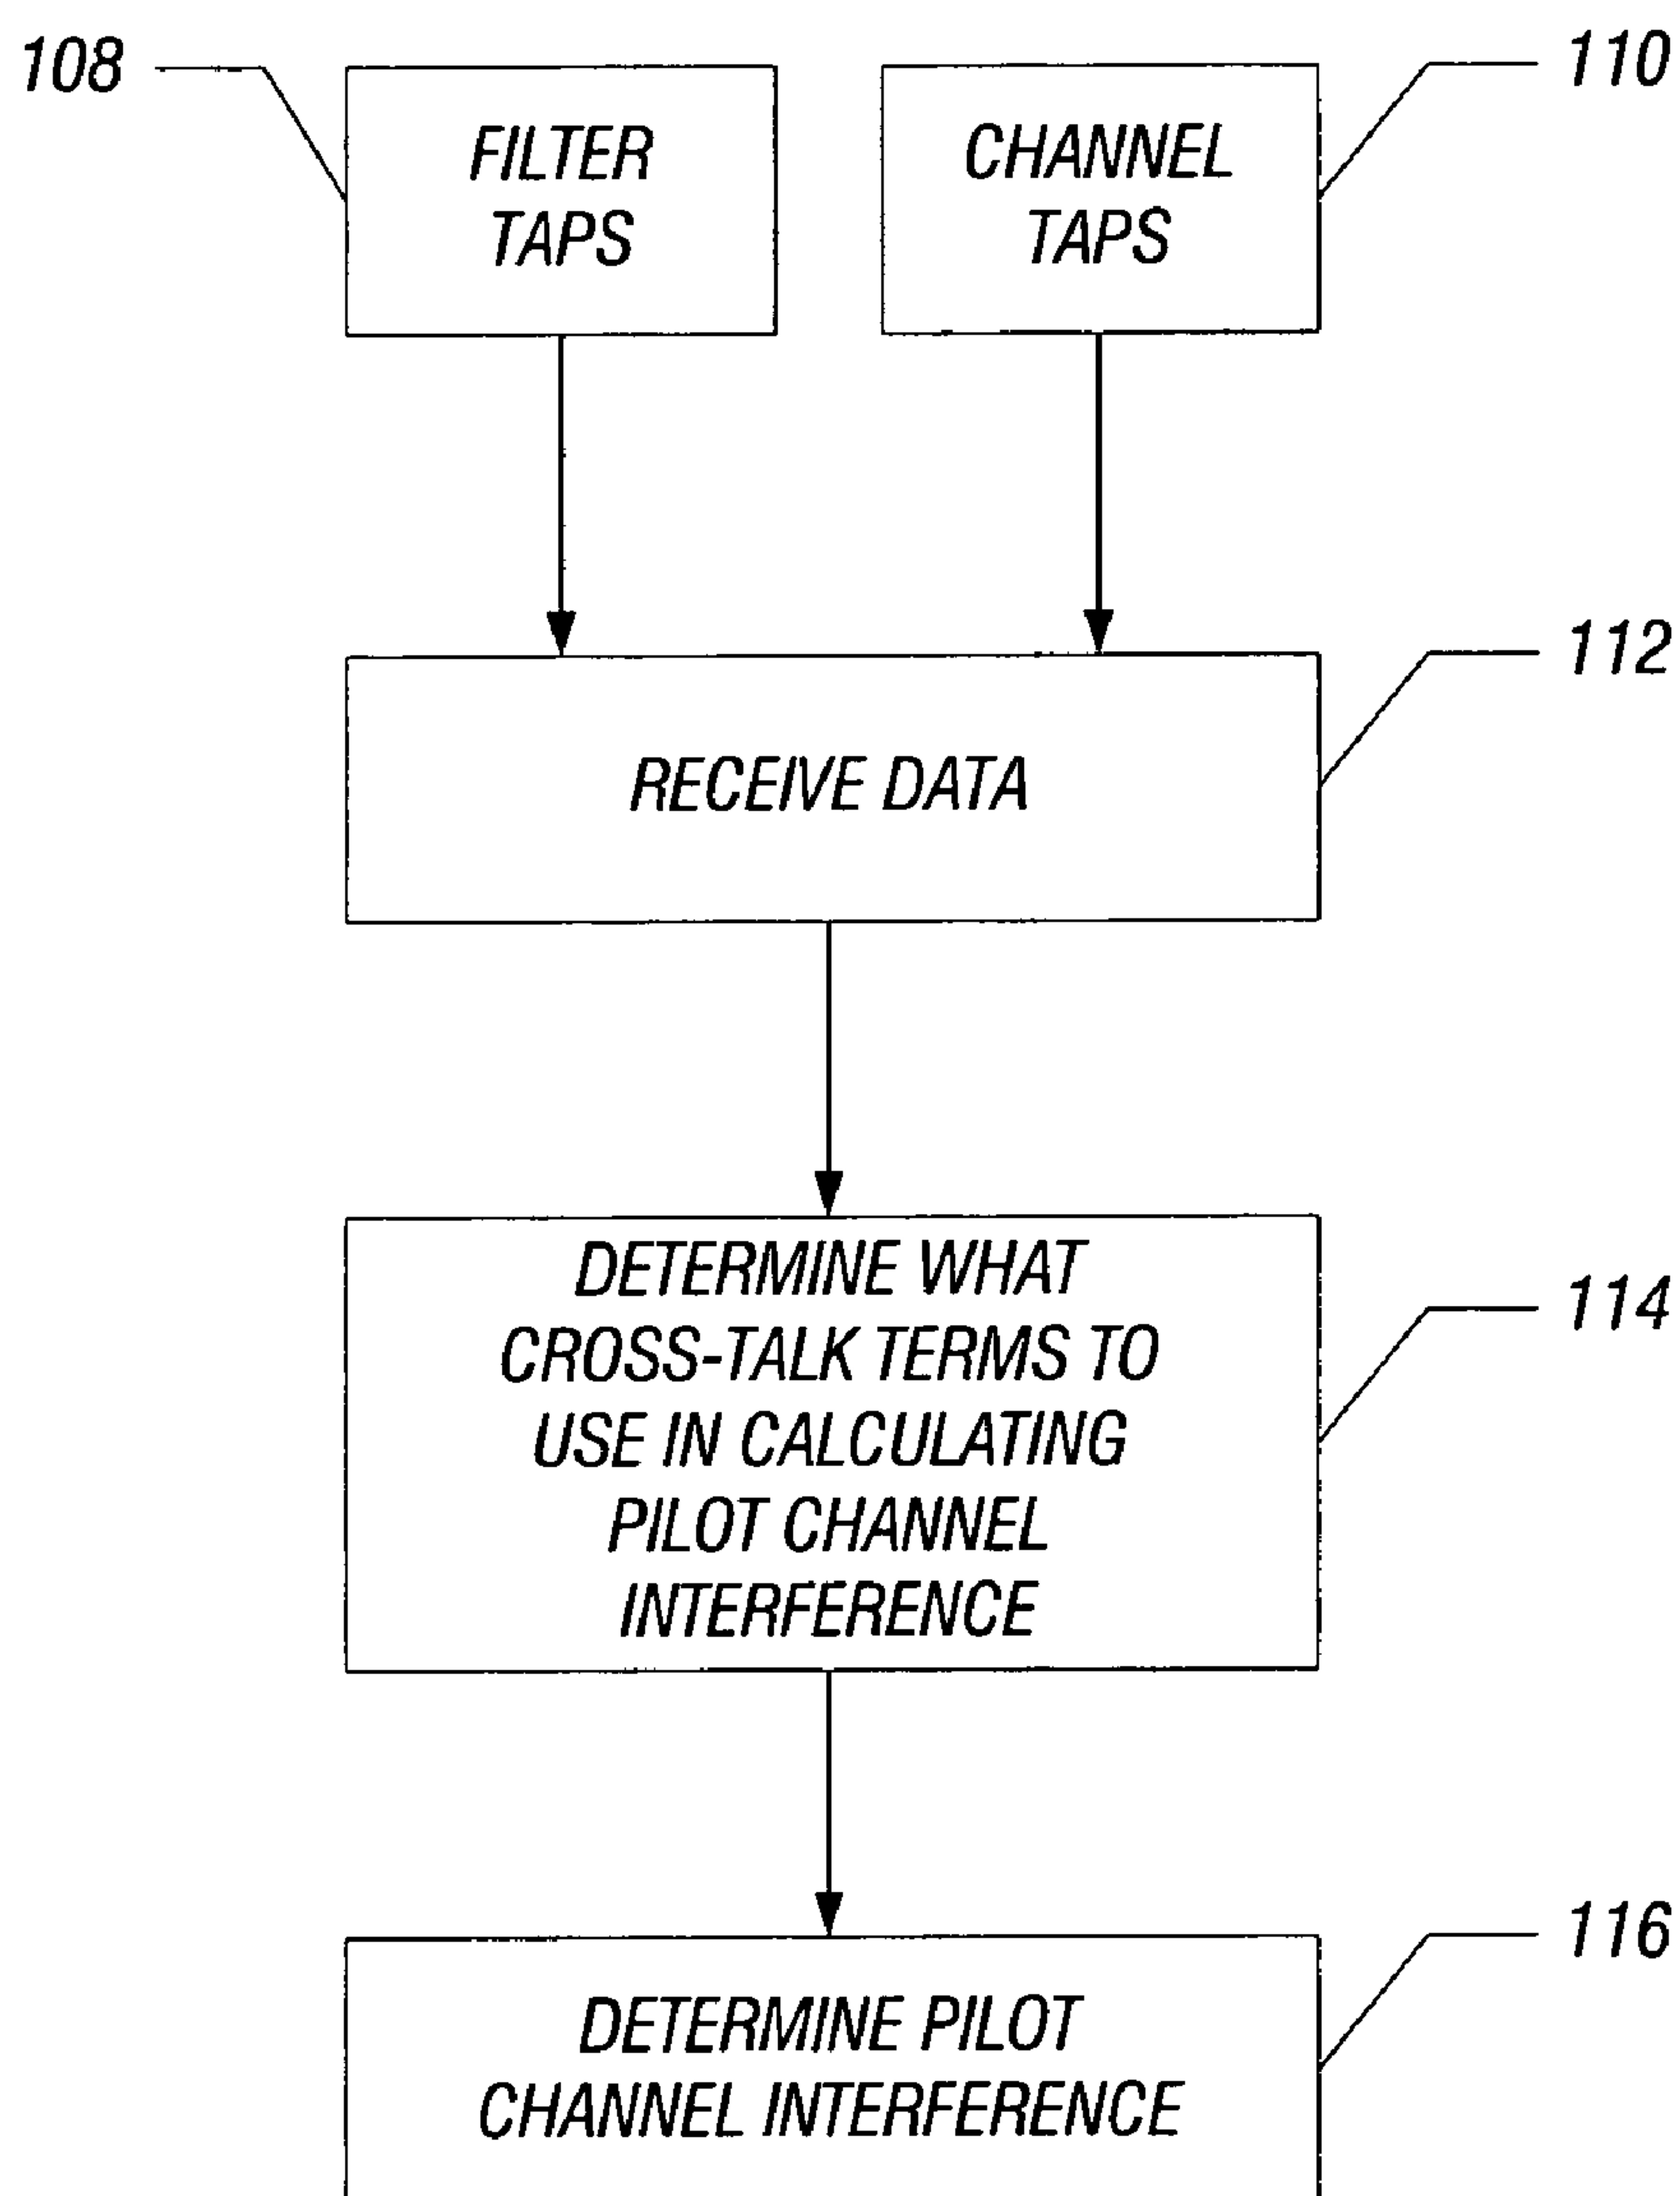 108
110
FILTER
TAPS
CHANNEL
TAPS
112
RECEIVE DATA
DETERMINE WHAT
CROSS-TALK TERMS TO
USE IN CALCULATING
PILOT CHANNEL
INTERFERENCE
114
116
DETERMINE PILOT
CHANNEL INTERFERENCE